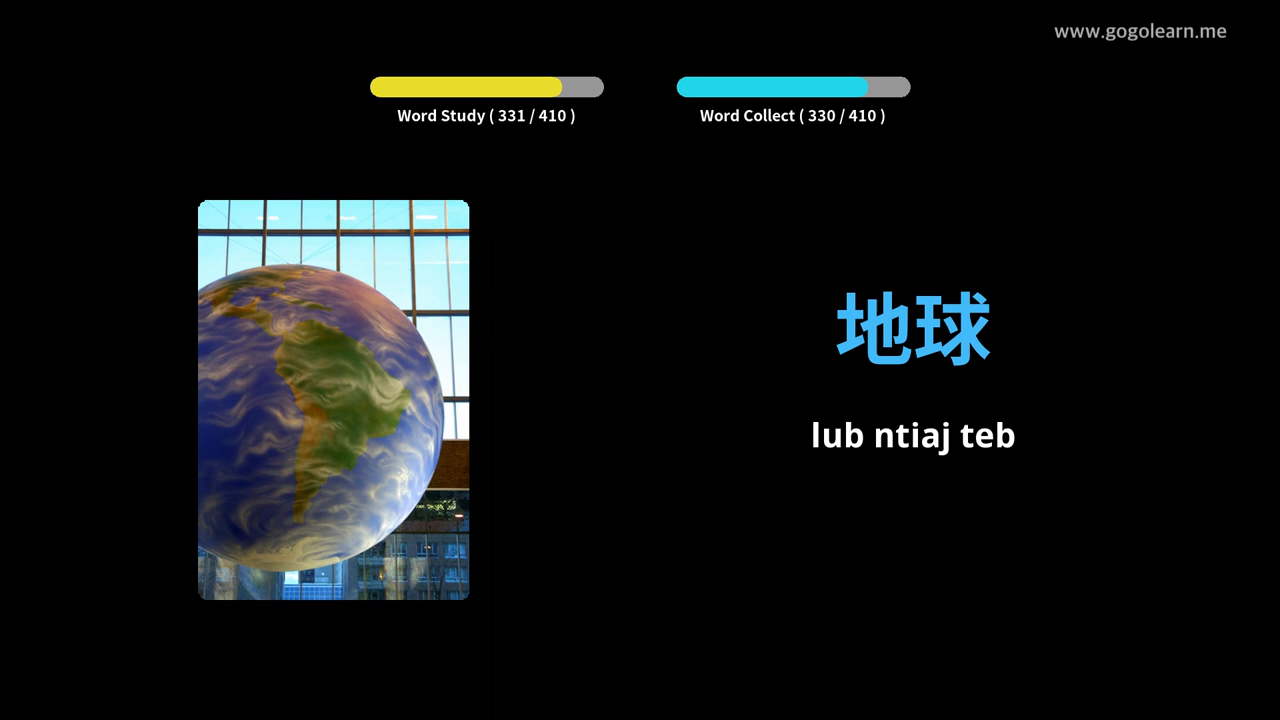 www.gogolearn.me
Word Study ( 331 / 410 )
Word Collect ( 330 / 410 )
地球
lub ntiaj teb